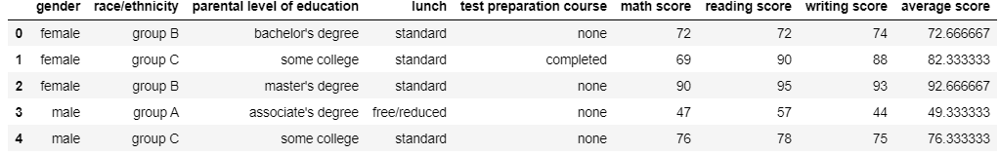 gender race/ethnicity parental level of education lunch test preparation course math score reading score writing score average score
0 female group B bachelor's degree standard none 72 72 74 72.666667
1 female group C some college standard completed 69 90 88 82.333333
2 female group B master's degree standard none 90 95 93 92.666667
3 male group A associate's degree free/reduced none 47 57 44 49.333333
4 male group C some college standard none 76 78 75 76.333333